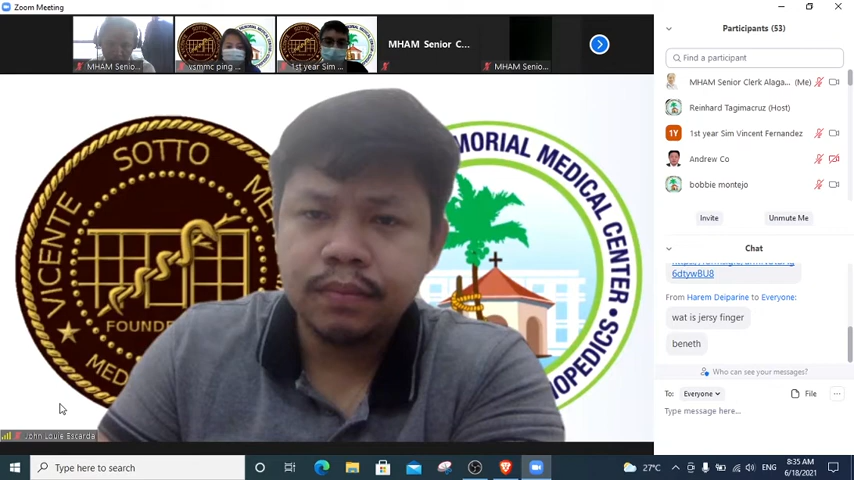 Zoom Meeting
MHAM Senio...
vsmmc ping
1st year Sim
MHAM Senior C...
MHAM Senio...
VICENTE SOTTO ME
FOUNDE
MED
MORIAL MEDICAL CENTER •
OPEDICS •
John Louie Escarda
Participants (53)
Find a participant
MHAM Senior Clerk Alaga... (Me)
Reinhard Tagimacruz (Host)
1Y
1st year Sim Vincent Fernandez
Andrew Co
bobbie montejo
Invite
Unmute Me
Chat
6dtywBU8
From Harem Deiparine to Everyone:
wat is jersy finger
beneth
Who can see your messages?
To: Everyone
File
Type message here...
Type here to search
27°C
ENG
8:35 AM
6/18/2021